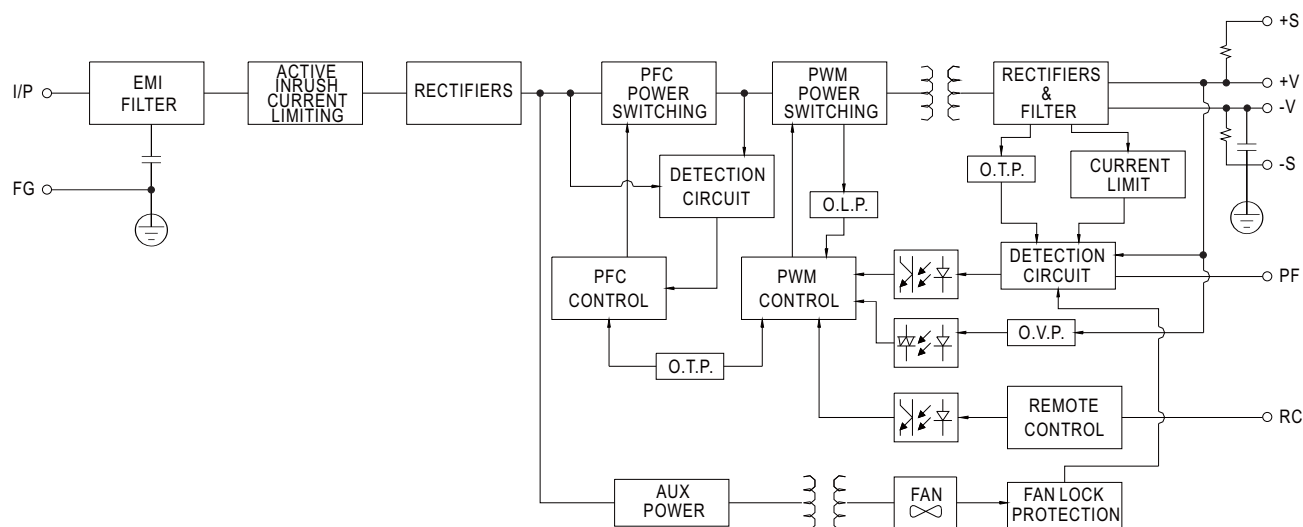 +S
I/P
EMI
FILTER
ACTIVE
INRUSH
CURRENT
LIMITING
RECTIFIERS
PFC
POWER
SWITCHING
PWM
POWER
SWITCHING
RECTIFIERS
&
FILTER
+V
-V
-S
FG
DETECTION
CIRCUIT
O.L.P.
O.T.P.
CURRENT
LIMIT
PFC
CONTROL
PWM
CONTROL
DETECTION
CIRCUIT
PF
O.T.P.
O.V.P.
REMOTE
CONTROL
RC
AUX
POWER
FAN
FAN LOCK
PROTECTION